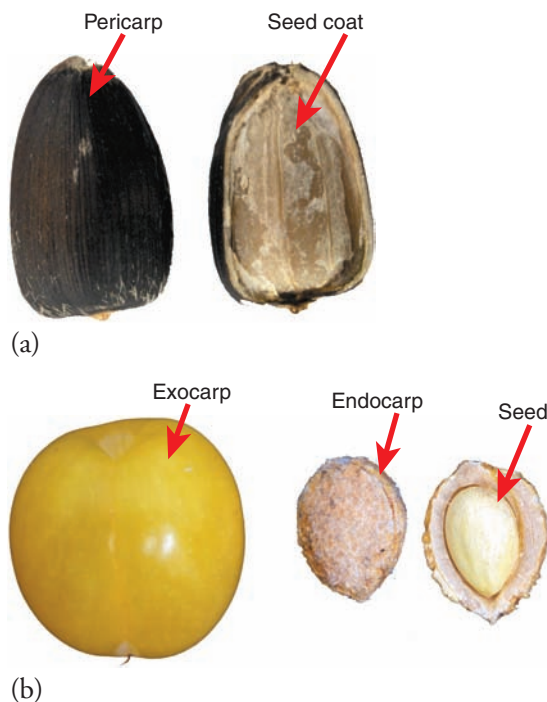 Pericarp
Seed coat
(a)
Exocarp
Endocarp
Seed
(b)